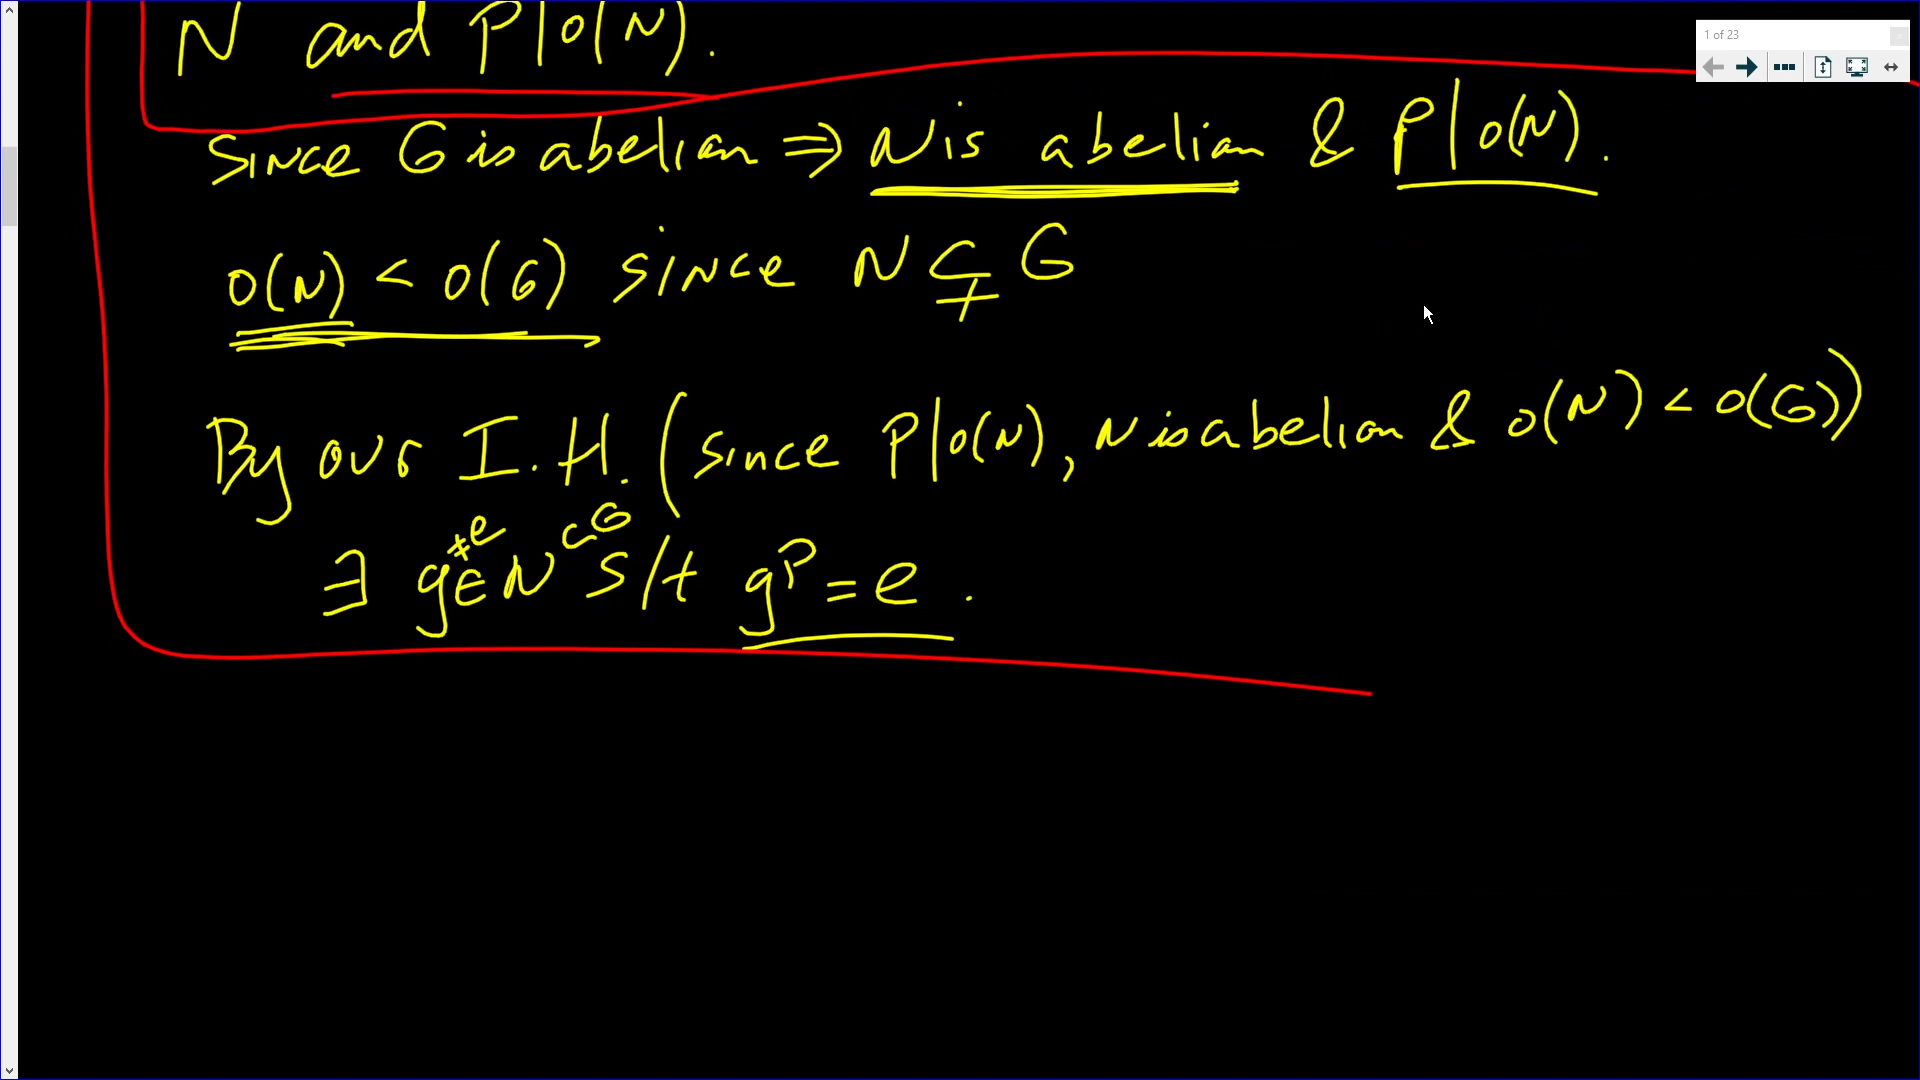 N and P|o(N).
1 of 23
Since G is abelian ⇒ N is abelian & P|o(N).
o(N) < o(G) since N ⊊ G
By our I.H. (since P|o(N), N is abelian & o(N) < o(G))
≠e ⊂G
∃ g ∈ N s/t g^P = e.